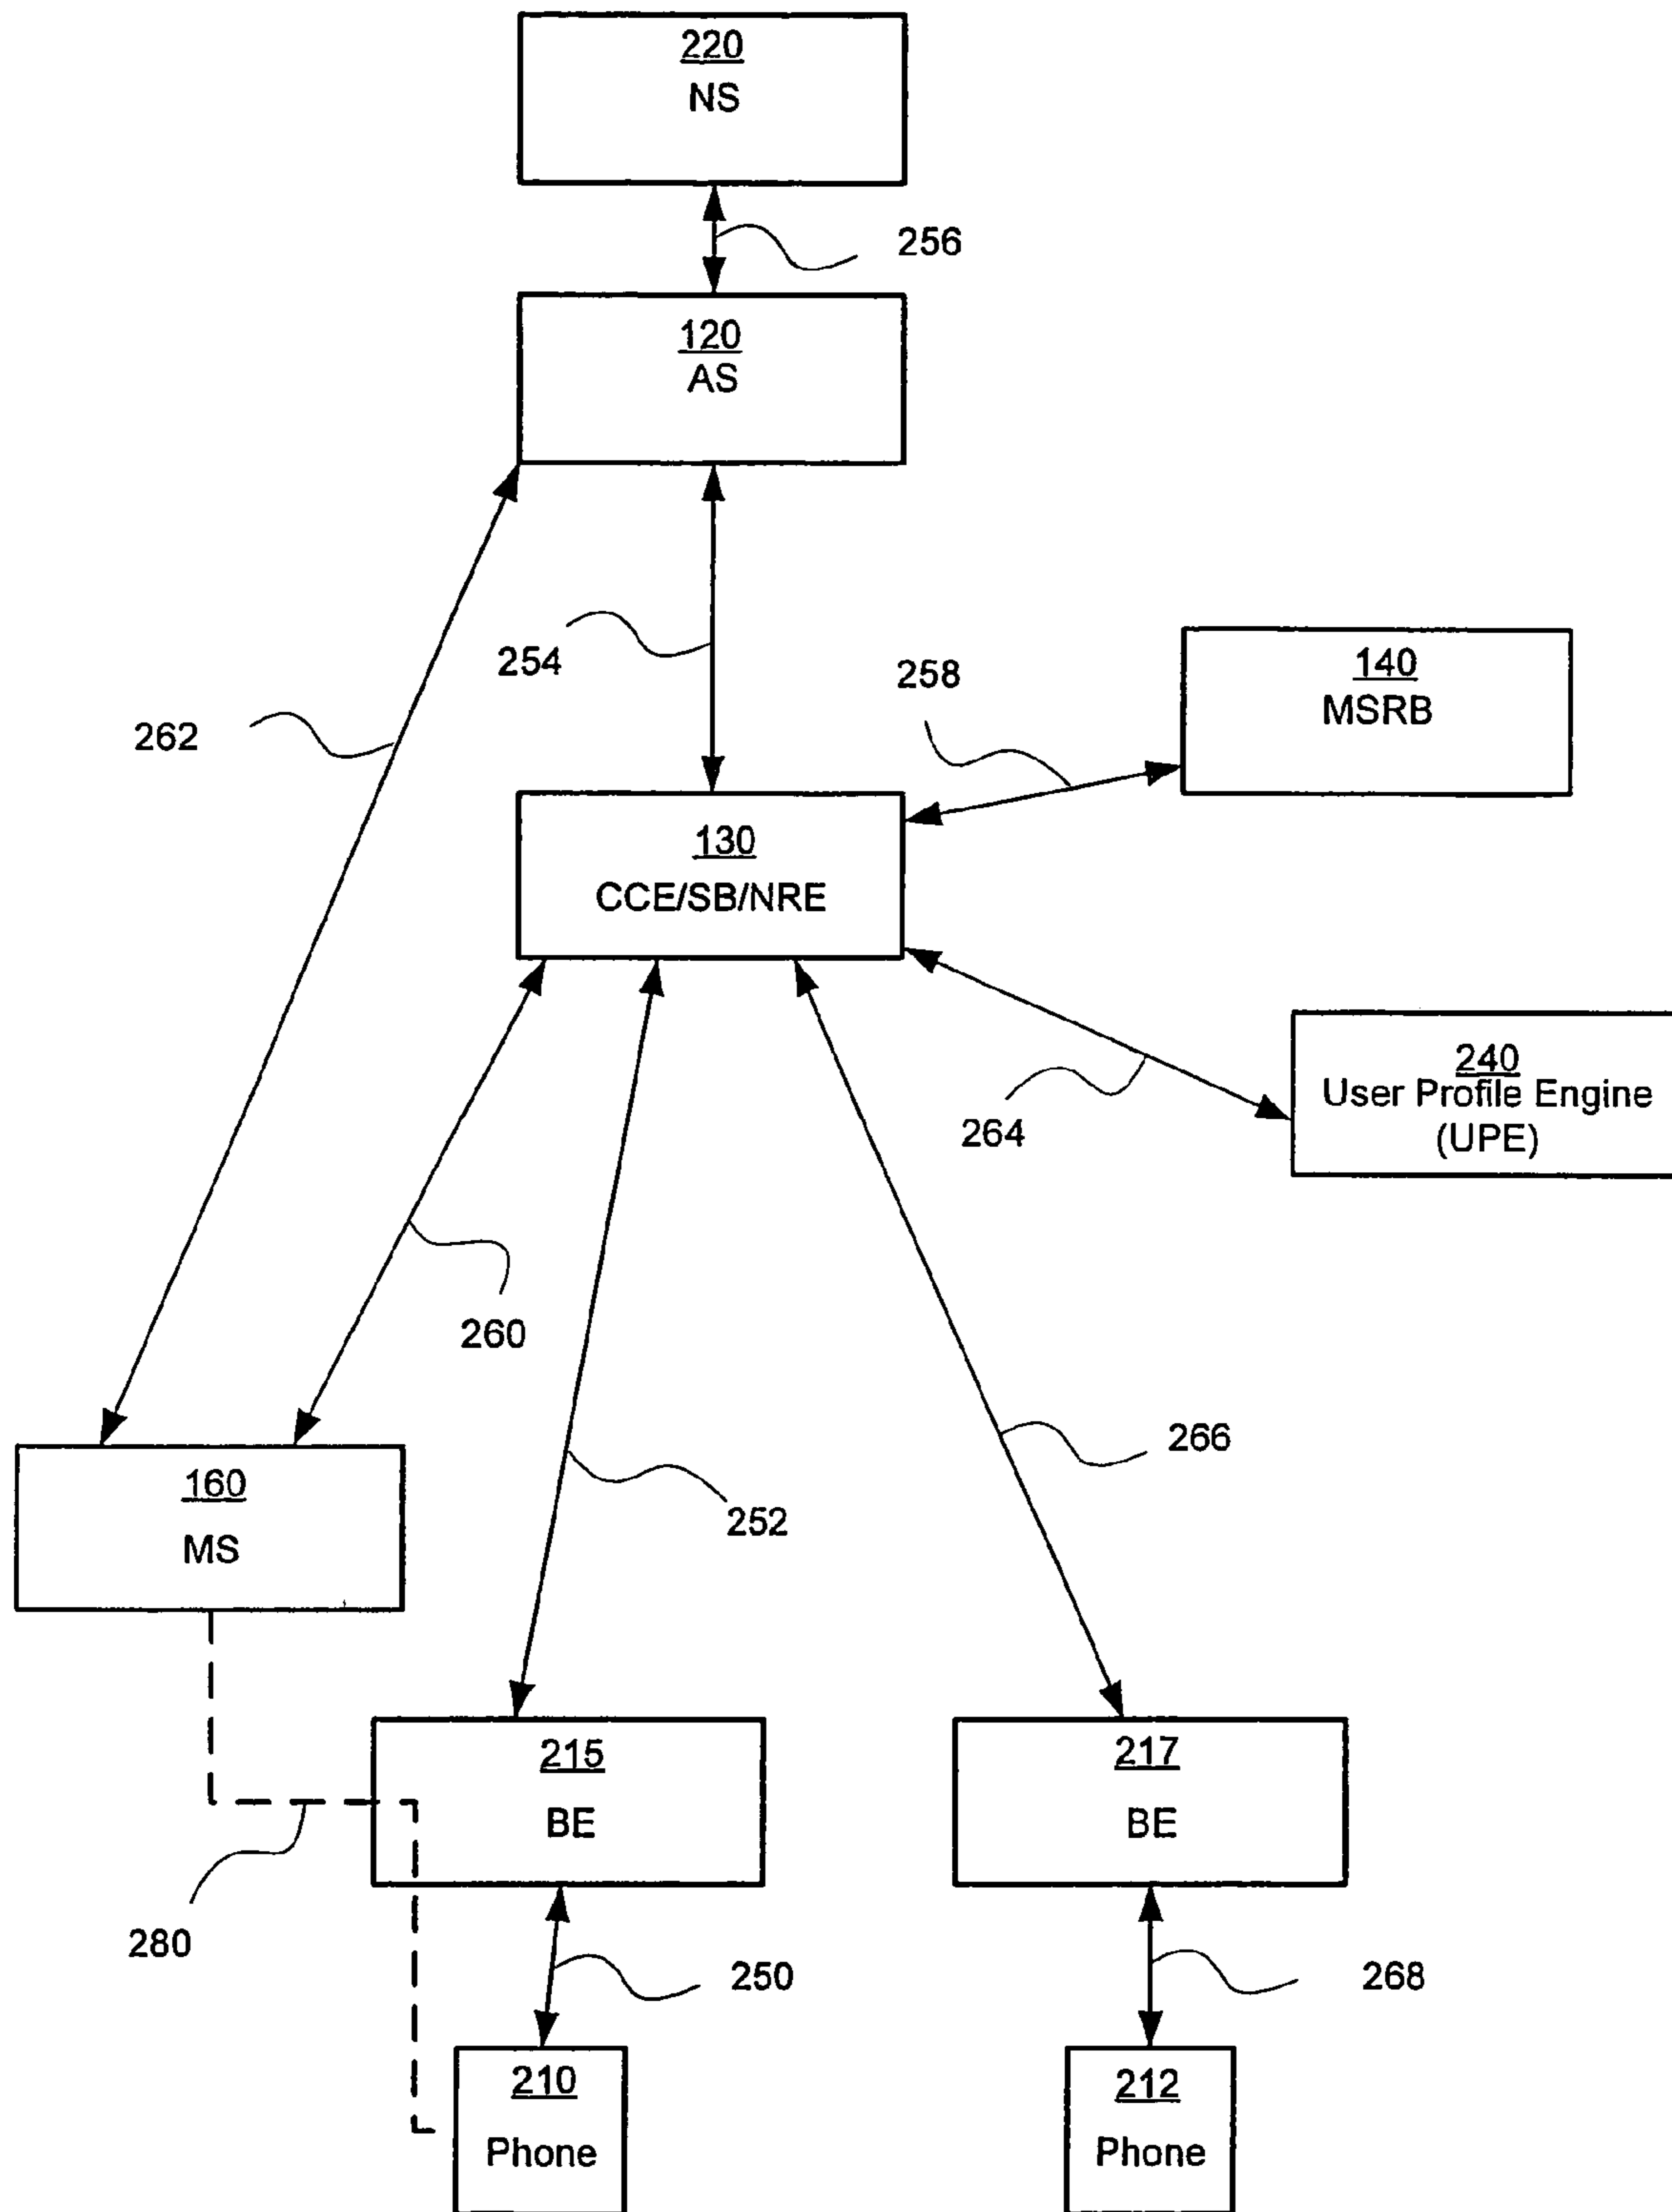 220
NS
256
120
AS
254
262
258
140
MSRB
130
CCE/SB/NRE
240
User Profile Engine
(UPE)
264
260
266
160
MS
252
215
BE
217
BE
280
250
268
210
Phone
212
Phone